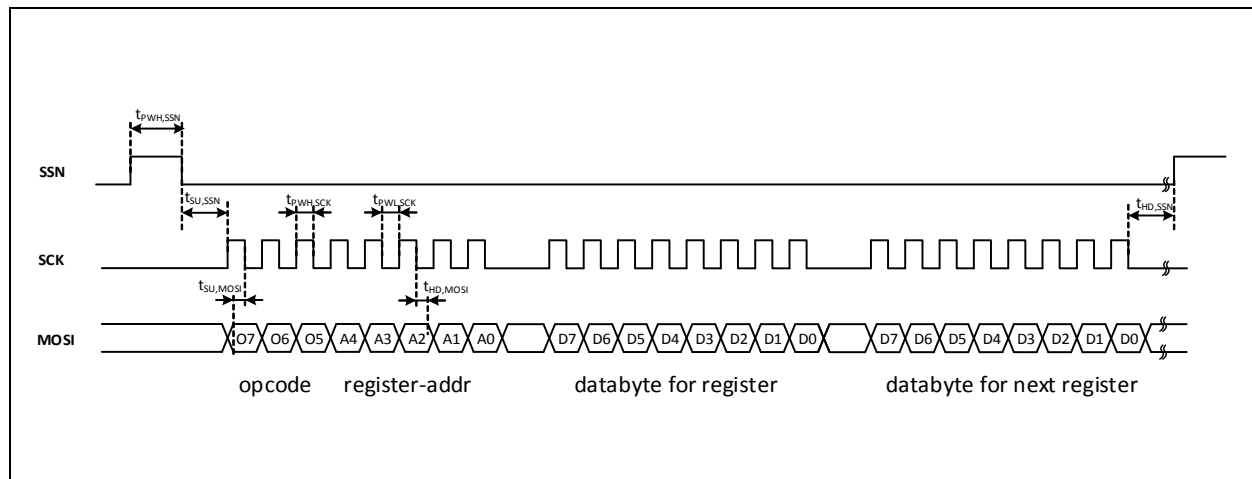 tPWH,SSN
SSN
tSU,SSN
tPWH,SCK
tPWL,SCK
tHD,SSN
SCK
tSU,MOSI
tHD,MOSI
MOSI
O7 O6 O5 A4 A3 A2 A1 A0 D7 D6 D5 D4 D3 D2 D1 D0 D7 D6 D5 D4 D3 D2 D1 D0
opcode register-addr databyte for register databyte for next register